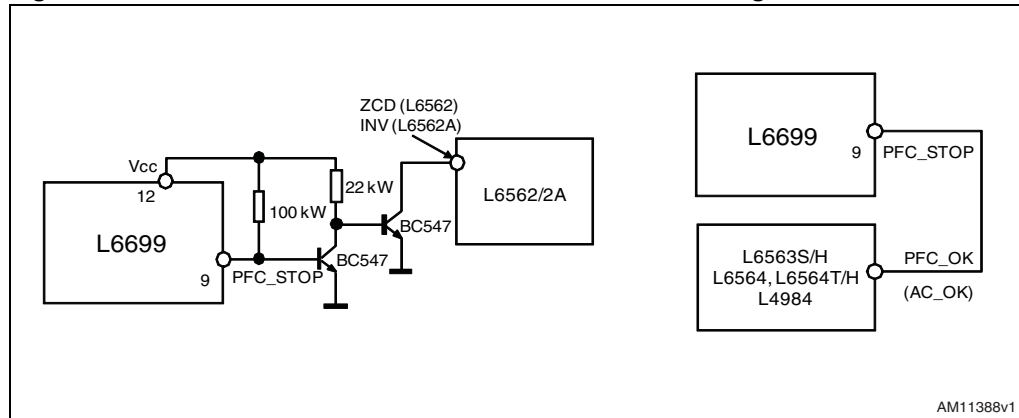 ZCD (L6562)
INV (L6562A)
Vcc
12
L6699
9
PFC_STOP
100 kW
22 kW
BC547
BC547
L6562/2A
L6699
9
PFC_STOP
L6563S/H
L6564, L6564T/H
L4984
PFC_OK
(AC_OK)
AM11388v1